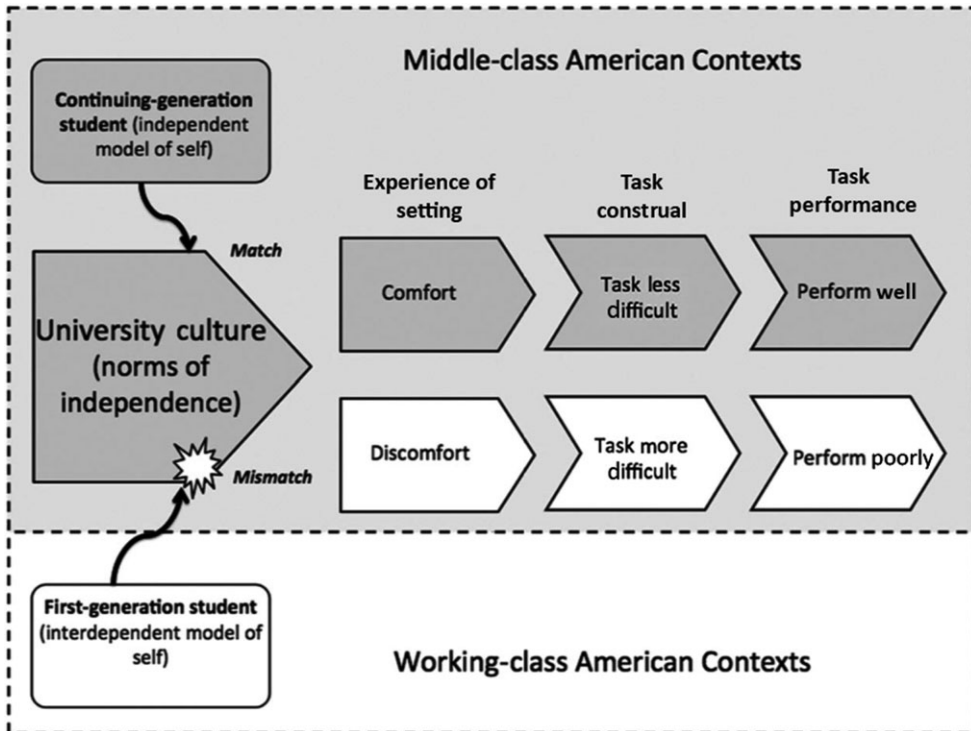 Middle-class American Contexts
Continuing-generation
student (independent
model of self)
Experience of
setting
Task
construal
Task
performance
Match
University culture
(norms of
independence)
Mismatch
Comfort
Task less
difficult
Perform well
Discomfort
Task more
difficult
Perform poorly
First-generation student
(interdependent model of
self)
Working-class American Contexts